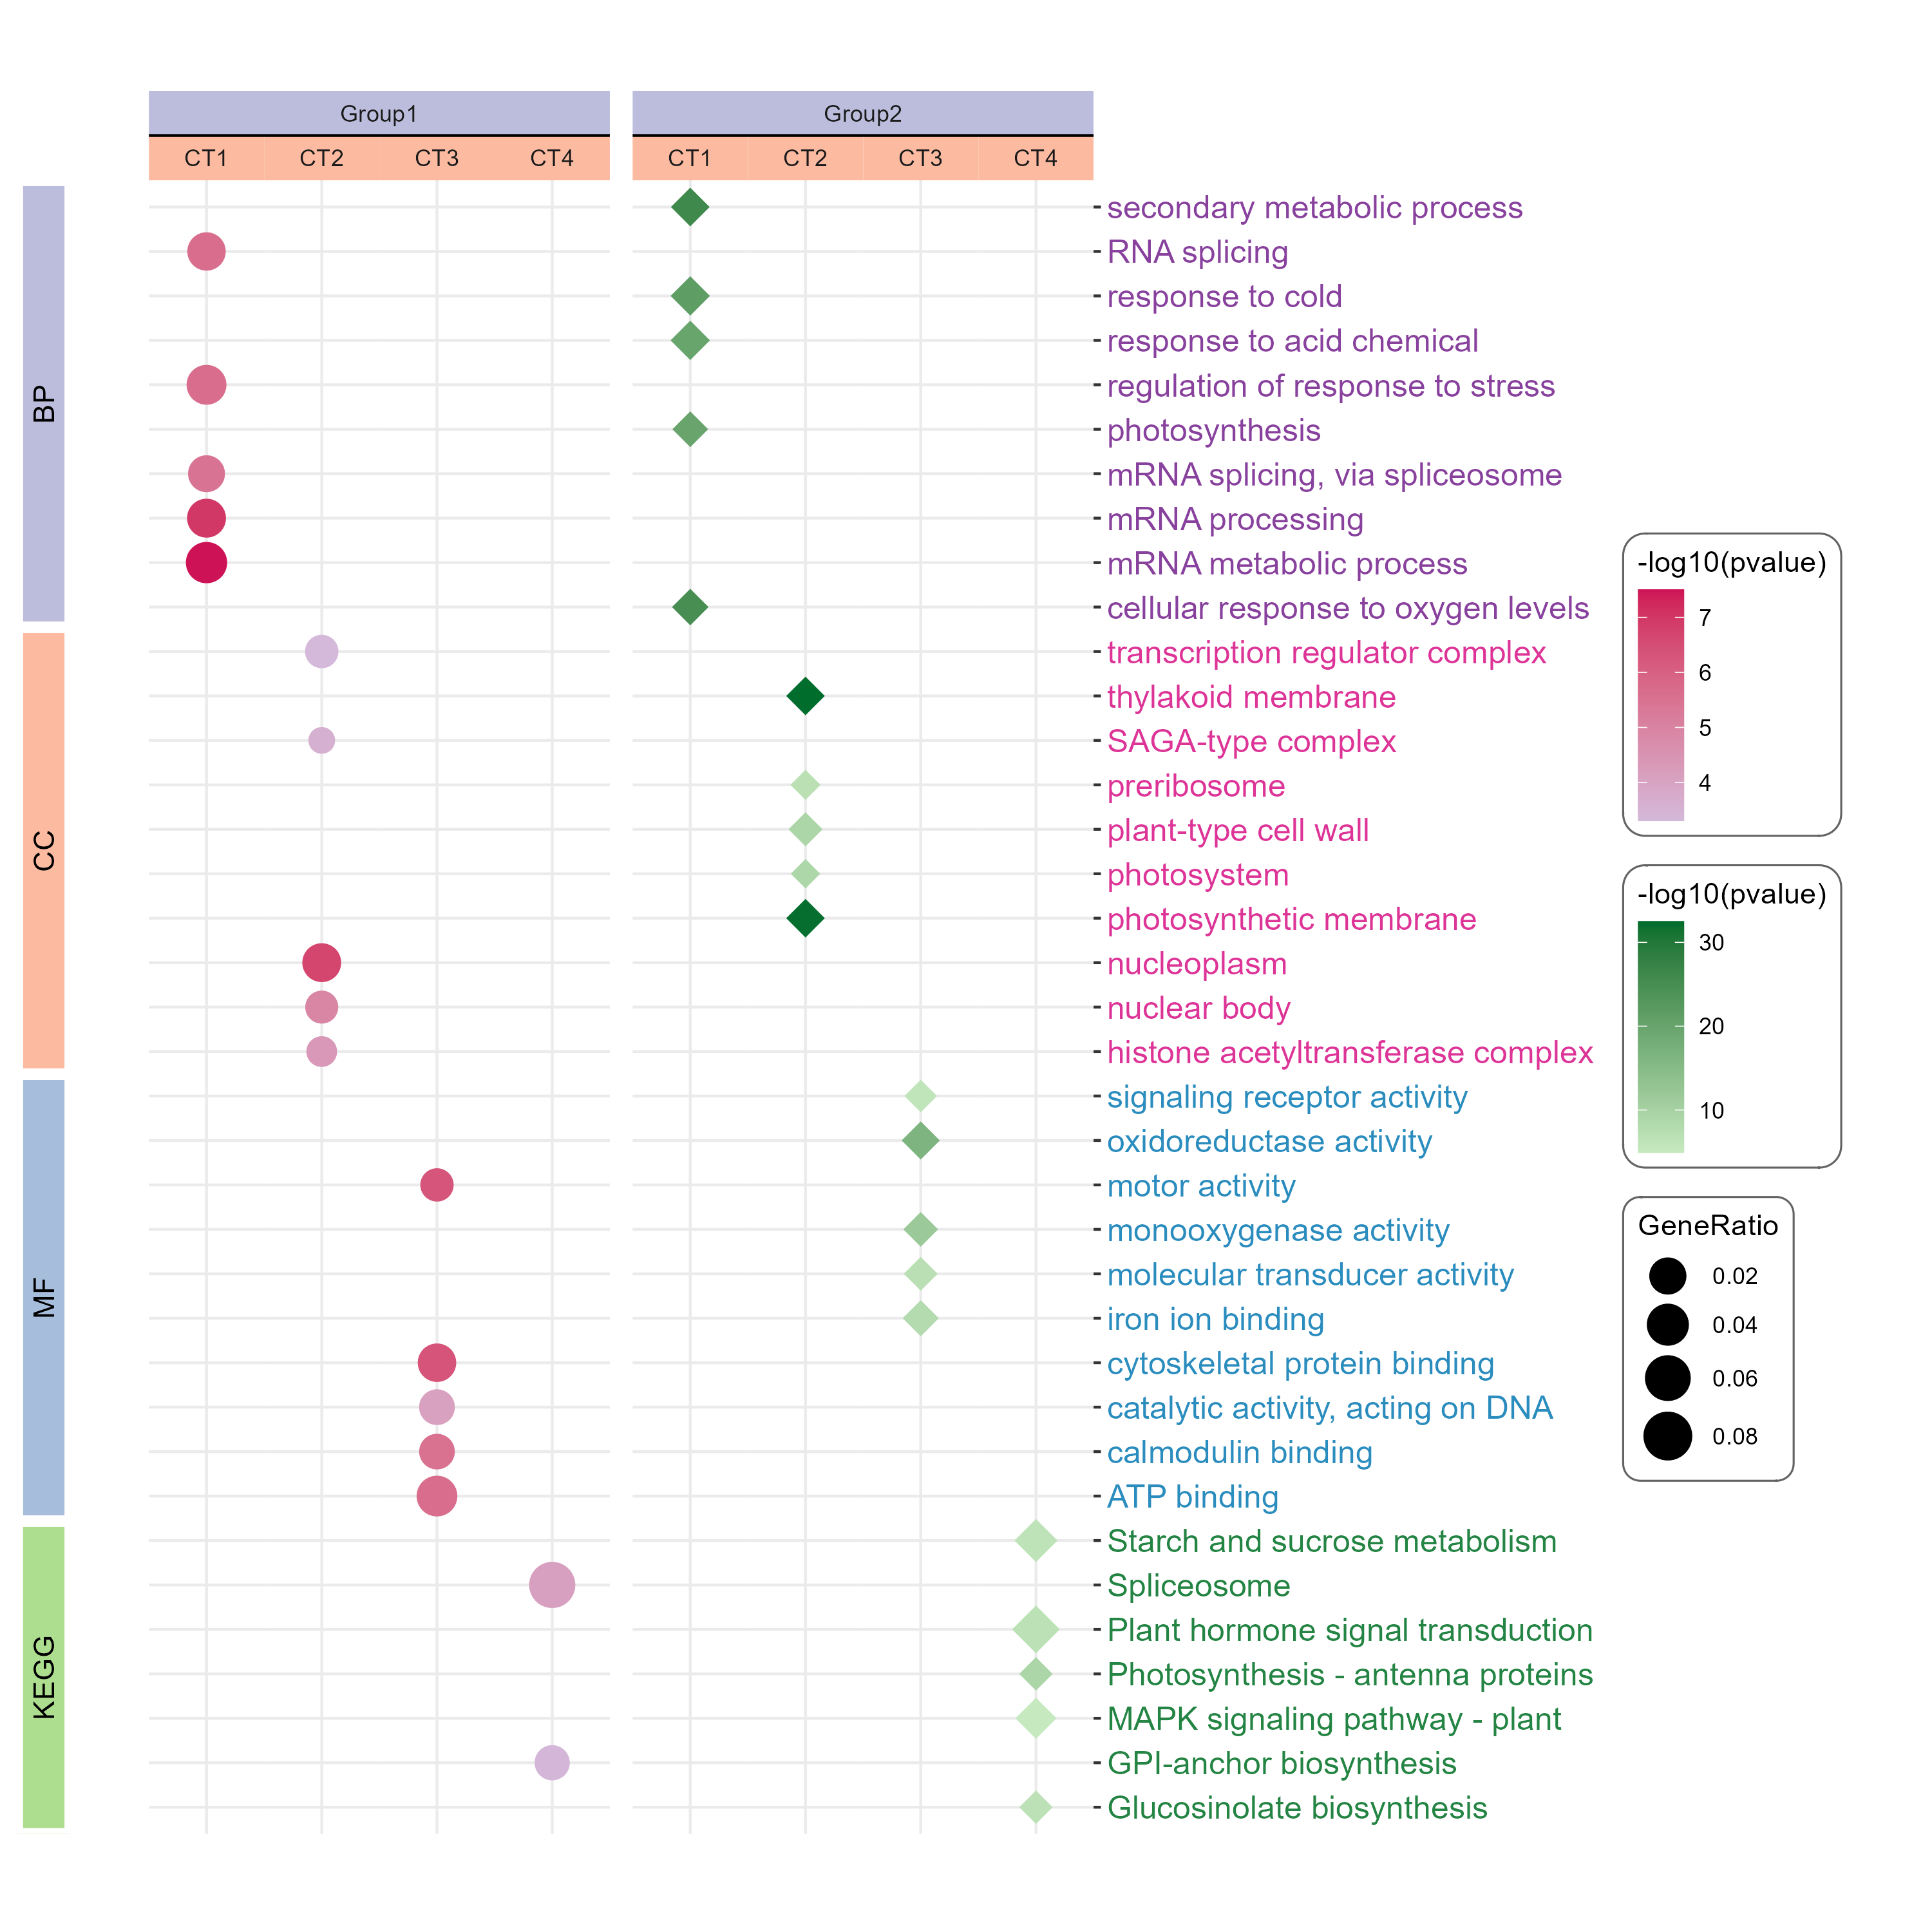 Group1
Group2
CT1
CT2
CT3
CT4
CT1
CT2
CT3
CT4
BP
CC
MF
KEGG
secondary metabolic process
RNA splicing
response to cold
response to acid chemical
regulation of response to stress
photosynthesis
mRNA splicing, via spliceosome
mRNA processing
mRNA metabolic process
cellular response to oxygen levels
transcription regulator complex
thylakoid membrane
SAGA-type complex
preribosome
plant-type cell wall
photosystem
photosynthetic membrane
nucleoplasm
nuclear body
histone acetyltransferase complex
signaling receptor activity
oxidoreductase activity
motor activity
monooxygenase activity
molecular transducer activity
iron ion binding
cytoskeletal protein binding
catalytic activity, acting on DNA
calmodulin binding
ATP binding
Starch and sucrose metabolism
Spliceosome
Plant hormone signal transduction
Photosynthesis - antenna proteins
MAPK signaling pathway - plant
GPI-anchor biosynthesis
Glucosinolate biosynthesis
-log10(pvalue)
7
6
5
4
-log10(pvalue)
30
20
10
GeneRatio
0.02
0.04
0.06
0.08